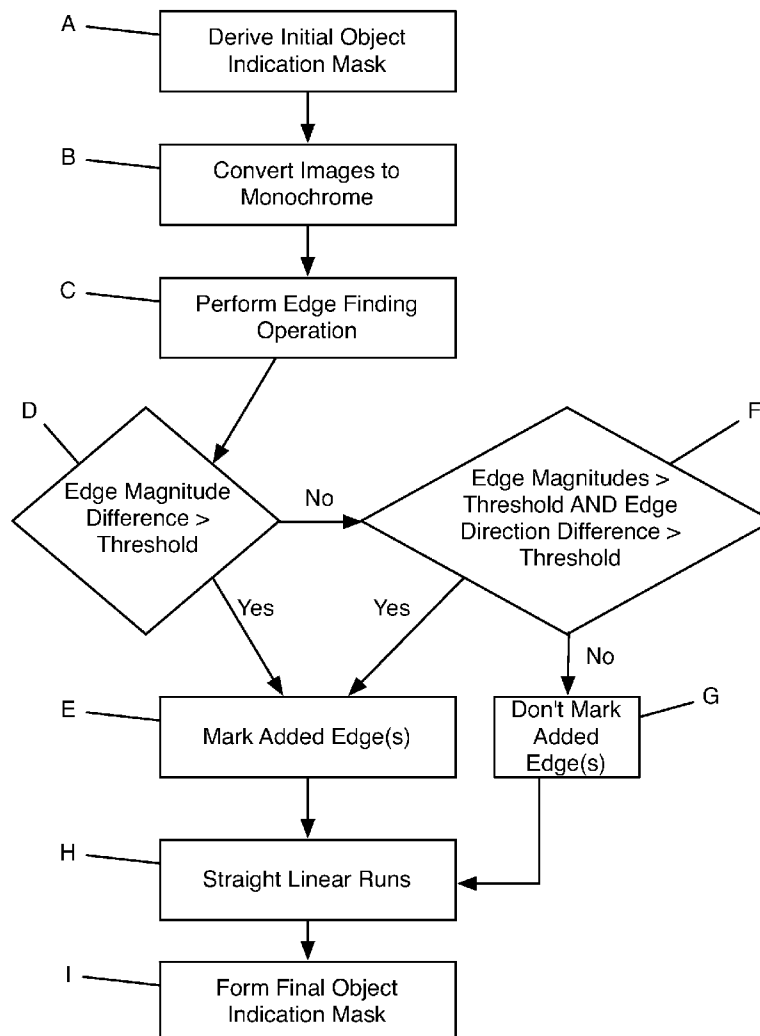 A
Derive Initial Object
Indication Mask
B
Convert Images to
Monochrome
C
Perform Edge Finding
Operation
D
Edge Magnitude
Difference >
Threshold
No
F
Edge Magnitudes >
Threshold AND Edge
Direction Difference >
Threshold
Yes
Yes
No
E
Mark Added Edge(s)
G
Don't Mark
Added
Edge(s)
H
Straight Linear Runs
I
Form Final Object
Indication Mask